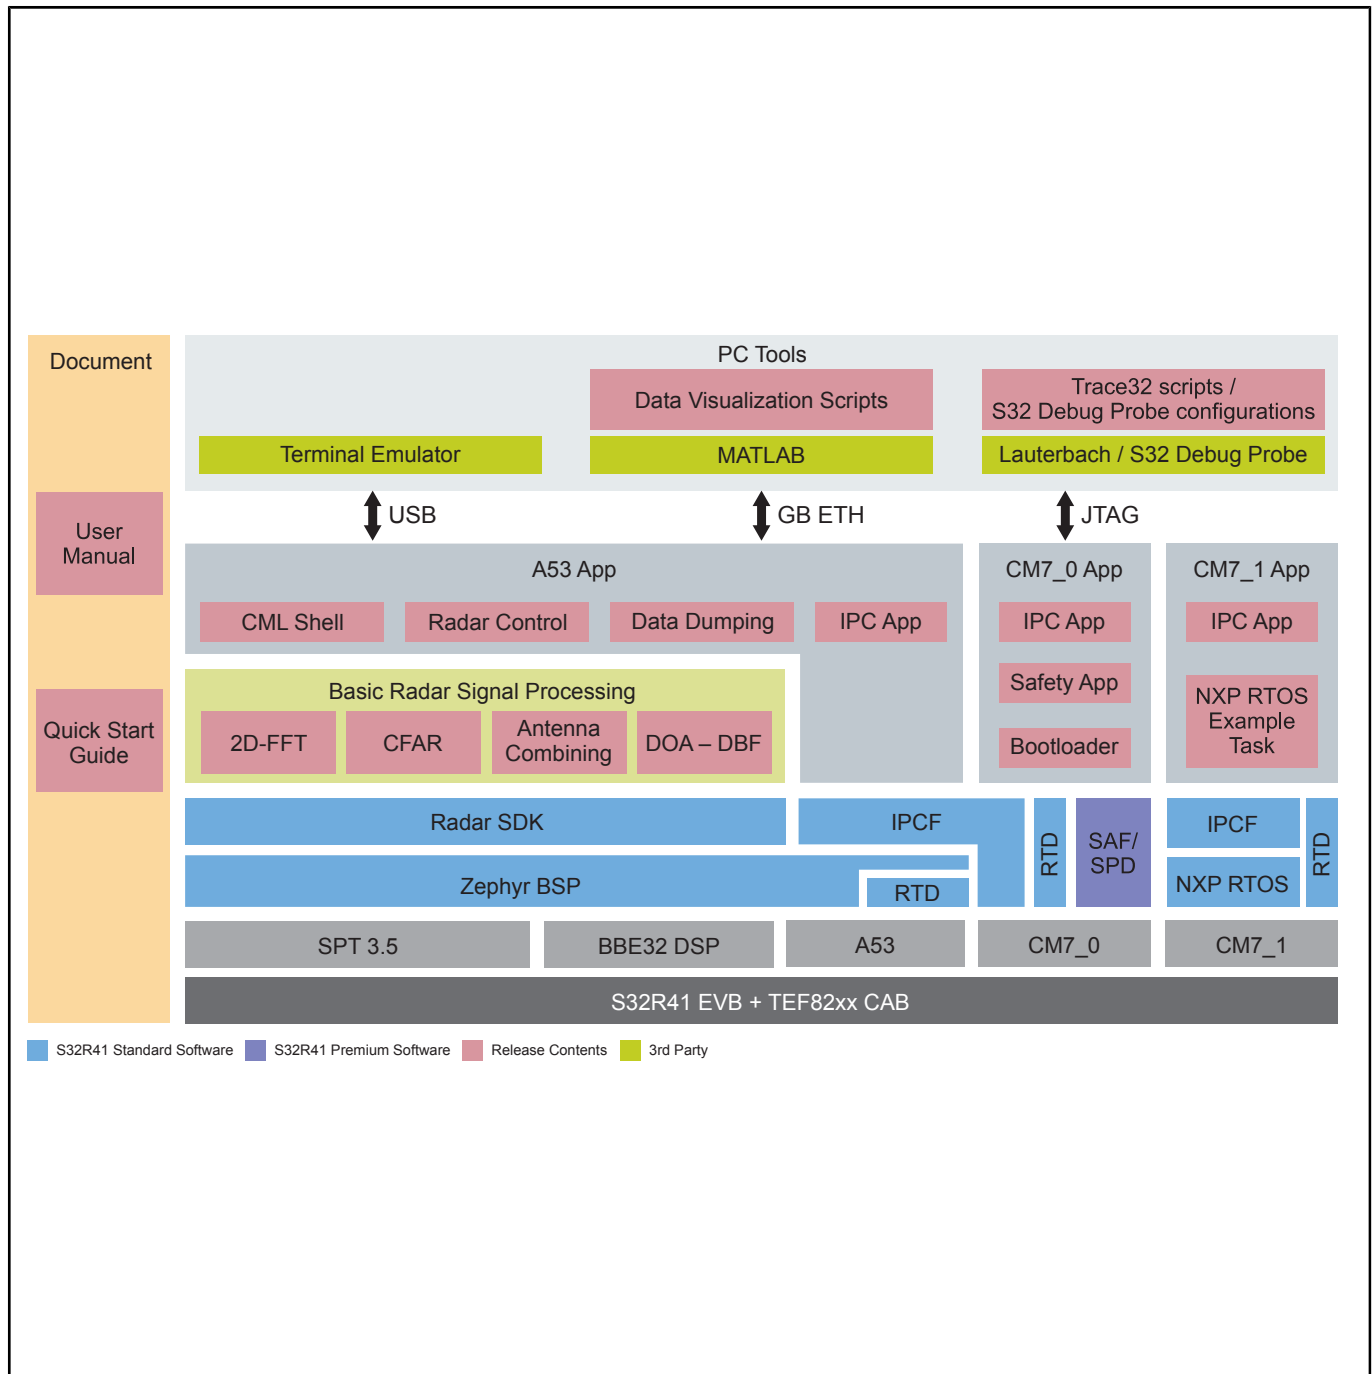 Document
User
Manual
Quick Start
Guide
PC Tools
Data Visualization Scripts
Trace32 scripts /
S32 Debug Probe configurations
Terminal Emulator
MATLAB
Lauterbach / S32 Debug Probe
USB
GB ETH
JTAG
A53 App
CML Shell
Radar Control
Data Dumping
IPC App
CM7_0 App
IPC App
Safety App
Bootloader
CM7_1 App
IPC App
NXP RTOS
Example
Task
Basic Radar Signal Processing
2D-FFT
CFAR
Antenna
Combining
DOA – DBF
Radar SDK
IPCF
RTD
SAF/
SPD
IPCF
RTD
Zephyr BSP
RTD
NXP RTOS
SPT 3.5
BBE32 DSP
A53
CM7_0
CM7_1
S32R41 EVB + TEF82xx CAB
S32R41 Standard Software
S32R41 Premium Software
Release Contents
3rd Party